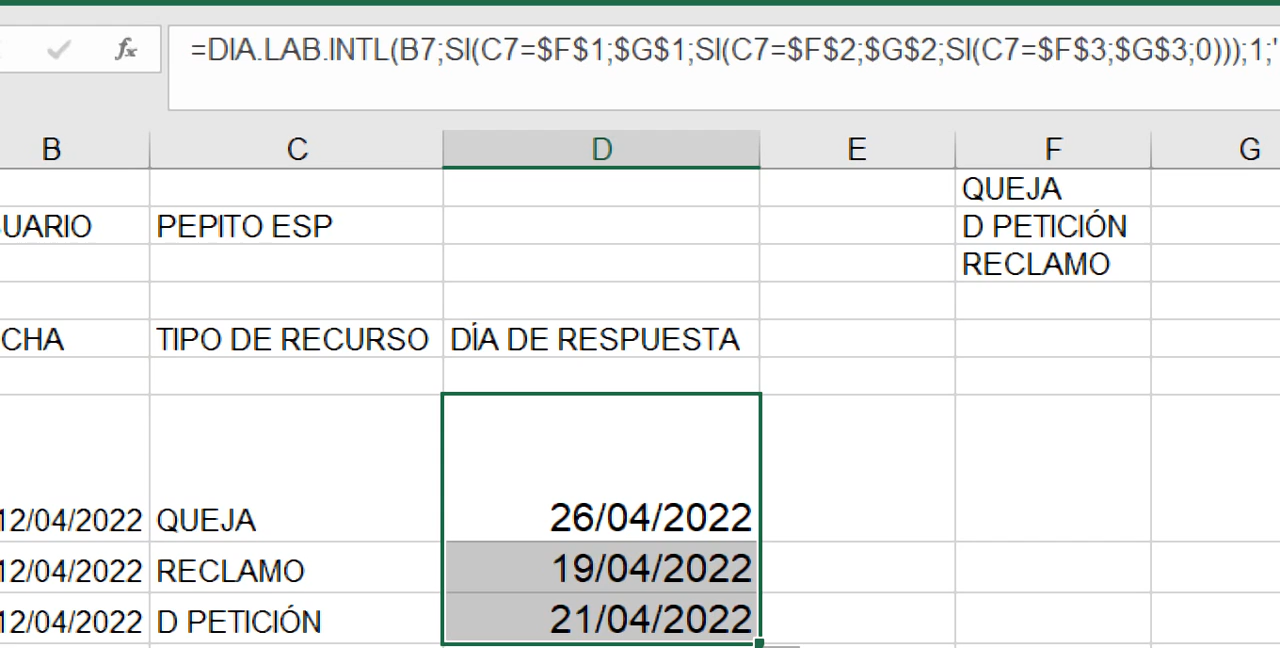 fx =DIA.LAB.INTL(B7;SI(C7=$F$1;$G$1;SI(C7=$F$2;$G$2;SI(C7=$F$3;$G$3;0)));1;'
B C D E F G
QUEJA
UARIO PEPITO ESP D PETICIÓN
RECLAMO
CHA TIPO DE RECURSO DÍA DE RESPUESTA
12/04/2022 QUEJA 26/04/2022
12/04/2022 RECLAMO 19/04/2022
12/04/2022 D PETICIÓN 21/04/2022